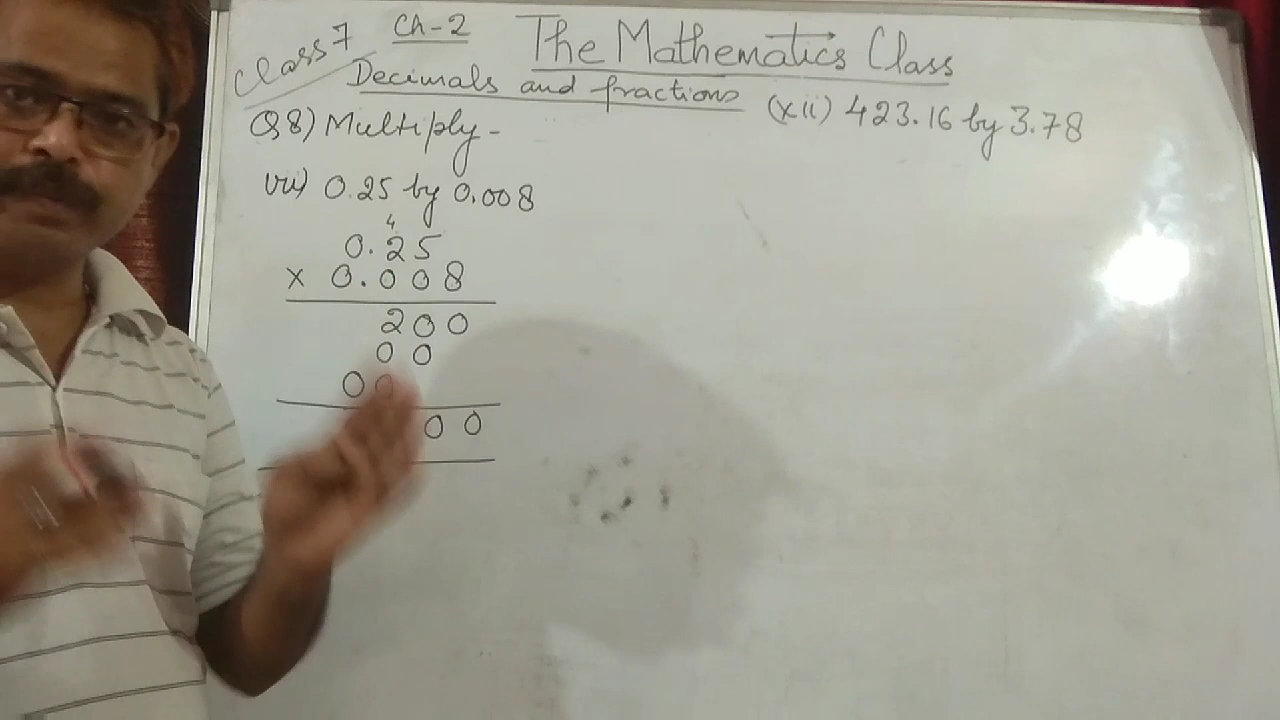 Class 7 Ch-2 The Mathematics Class
Decimals and fractions
(xii) 423.16 by 3.78
Q8) Multiply -
vii) 0.25 by 0.008
4
0.25
x 0.008
200
00
00
00